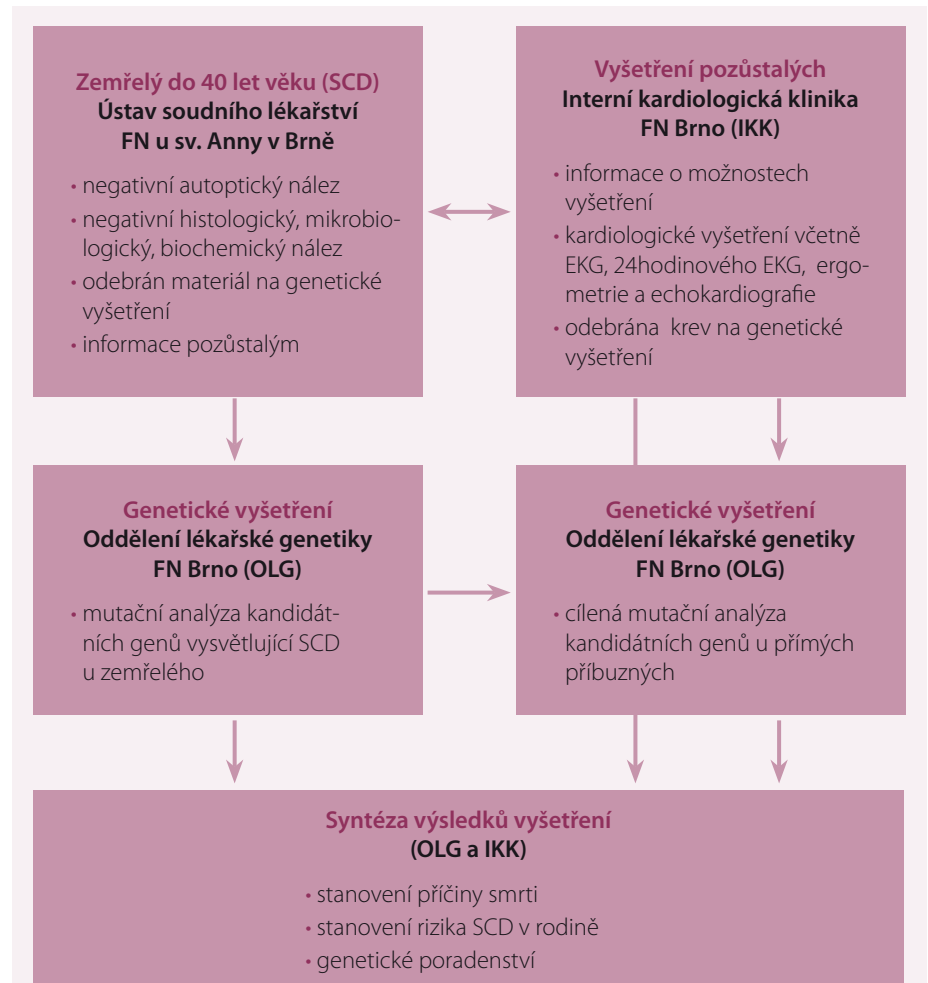 Zemřelý do 40 let věku (SCD)
Ústav soudního lékařství
FN u sv. Anny v Brně
• negativní autoptický nález
• negativní histologický, mikrobio-
logický, biochemický nález
• odebrán materiál na genetické
vyšetření
• informace pozůstalým
Vyšetření pozůstalých
Interní kardiologická klinika
FN Brno (IKK)
• informace o možnostech
vyšetření
• kardiologické vyšetření včetně
EKG, 24hodinového EKG, ergo-
metrie a echokardiografie
• odebrána krev na genetické
vyšetření
Genetické vyšetření
Oddělení lékařské genetiky
FN Brno (OLG)
• mutační analýza kandidát-
ních genů vysvětlující SCD
u zemřelého
Genetické vyšetření
Oddělení lékařské genetiky
FN Brno (OLG)
• cílená mutační analýza
kandidátních genů u přímých
příbuzných
Syntéza výsledků vyšetření
(OLG a IKK)
• stanovení příčiny smrti
• stanovení rizika SCD v rodině
• genetické poradenství